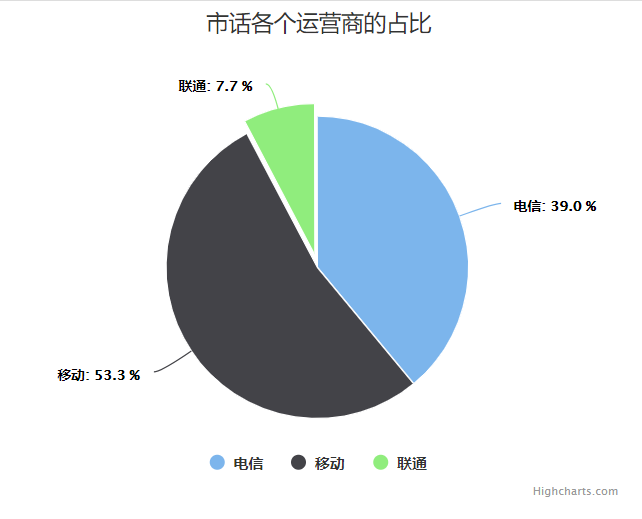 市话各个运营商的占比
联通: 7.7 %
电信: 39.0 %
移动: 53.3 %
电信 移动 联通
Highcharts.com